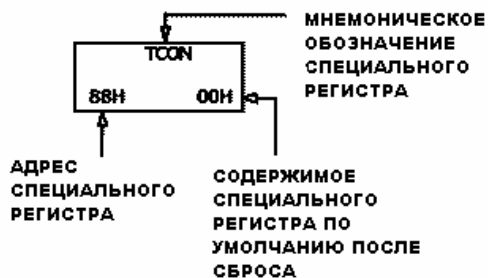 МНЕМОНИЧЕСКОЕ
ОБОЗНАЧЕНИЕ
СПЕЦИАЛЬНОГО
РЕГИСТРА
TCON
88H 00H
АДРЕС
СПЕЦИАЛЬНОГО
РЕГИСТРА
СОДЕРЖИМОЕ
СПЕЦИАЛЬНОГО
РЕГИСТРА ПО
УМОЛЧАНИЮ ПОСЛЕ
СБРОСА